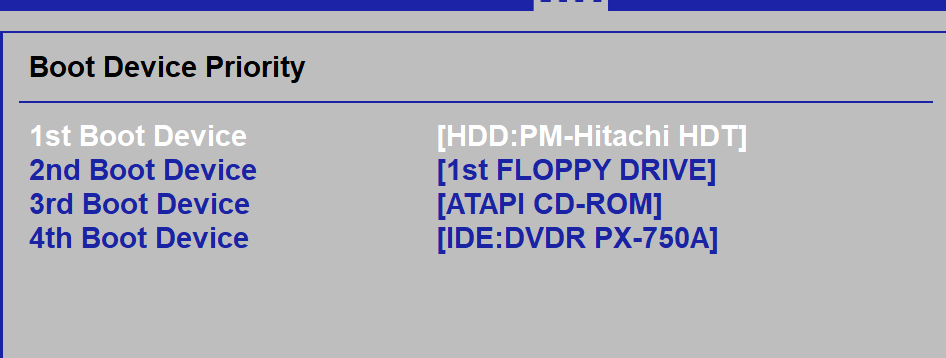 Boot Device Priority
1st Boot Device [HDD:PM-Hitachi HDT]
2nd Boot Device [1st FLOPPY DRIVE]
3rd Boot Device [ATAPI CD-ROM]
4th Boot Device [IDE:DVDR PX-750A]